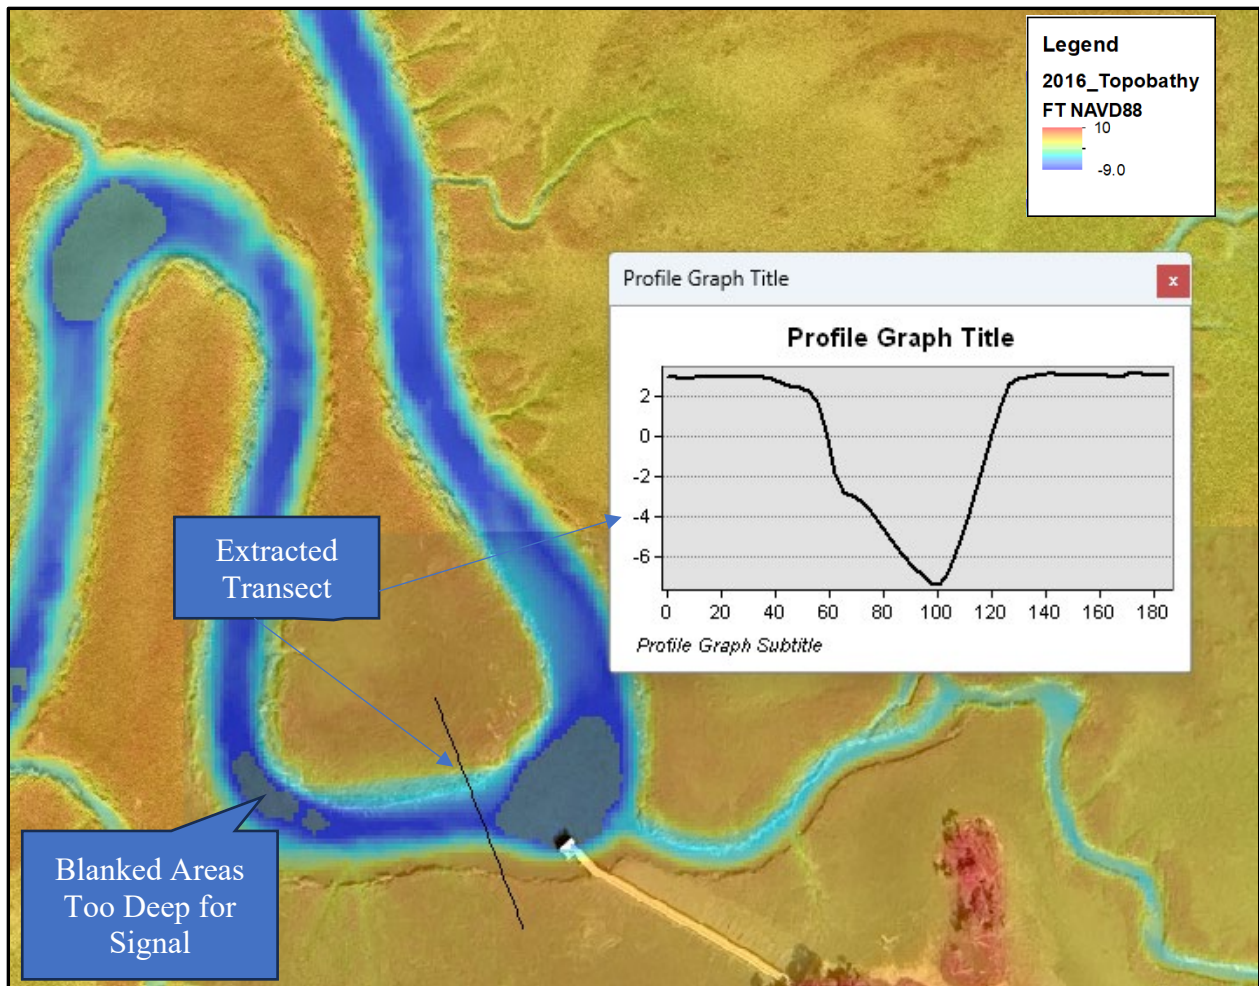 Legend
2016_Topobathy
FT NAVD88
10
-9.0
Profile Graph Title
x
Profile Graph Title
2
0
-2
-4
-6
0 20 40 60 80 100 120 140 160 180
Profile Graph Subtitle
Extracted
Transect
Blanked Areas
Too Deep for
Signal